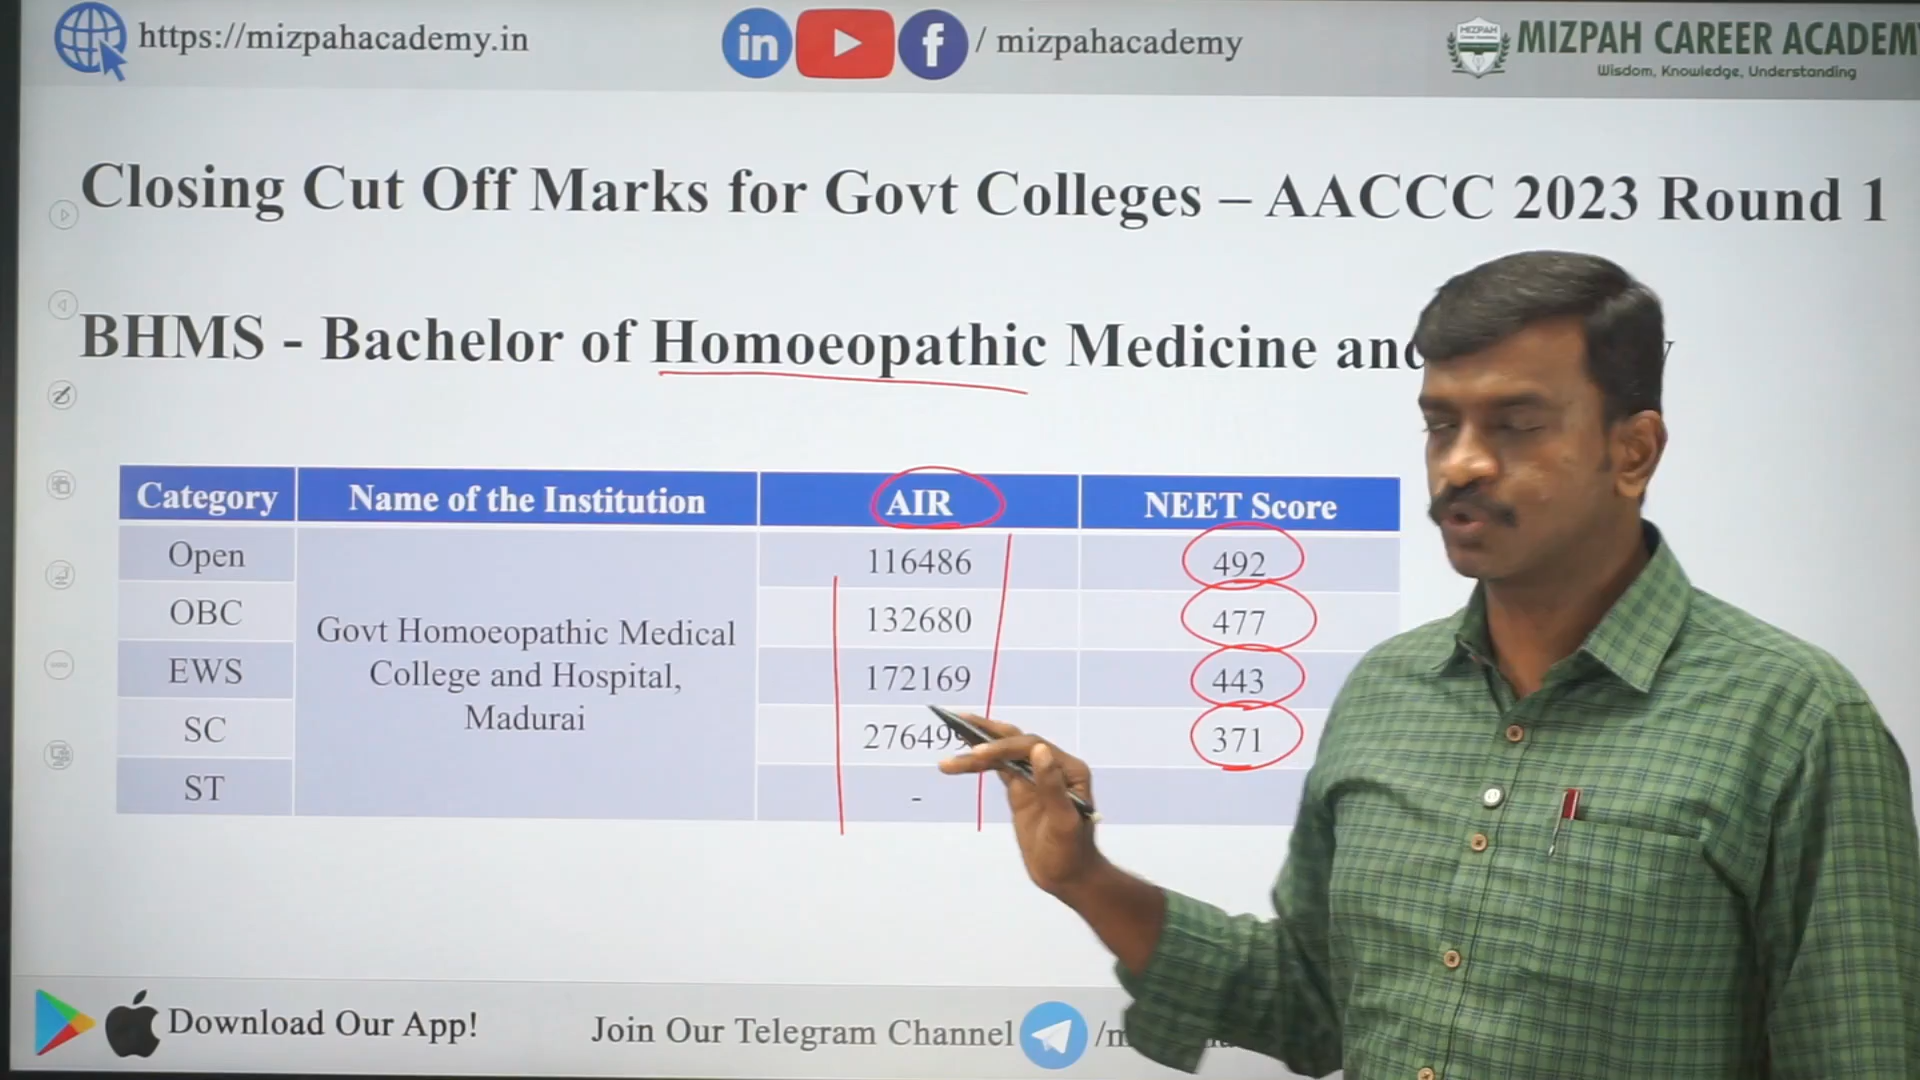 https://mizpahacademy.in
in f / mizpahacademy
MIZPAH CAREER ACADEM
Wisdom, Knowledge, Understanding
Closing Cut Off Marks for Govt Colleges – AACCC 2023 Round 1
BHMS - Bachelor of Homoeopathic Medicine and
Category Name of the Institution AIR NEET Score
Open 116486 492
OBC 132680 477
EWS 172169 443
SC 276499 371
ST -
Govt Homoeopathic Medical
College and Hospital,
Madurai
Download Our App!
Join Our Telegram Channel